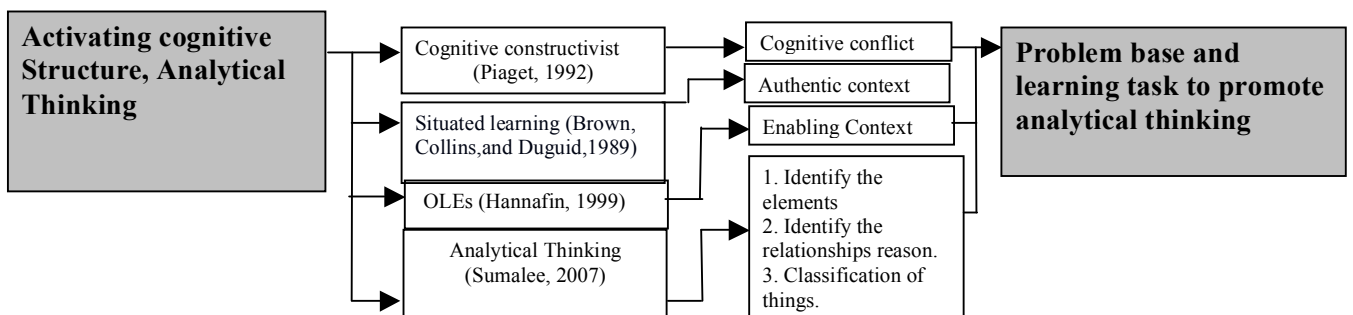 Activating cognitive
Structure, Analytical
Thinking
Cognitive constructivist
(Piaget, 1992)
Situated learning (Brown,
Collins,and Duguid,1989)
OLEs (Hannafin, 1999)
Analytical Thinking
(Sumalee, 2007)
Cognitive conflict
Authentic context
Enabling Context
1. Identify the
elements
2. Identify the
relationships reason.
3. Classification of
things.
Problem base and
learning task to promote
analytical thinking